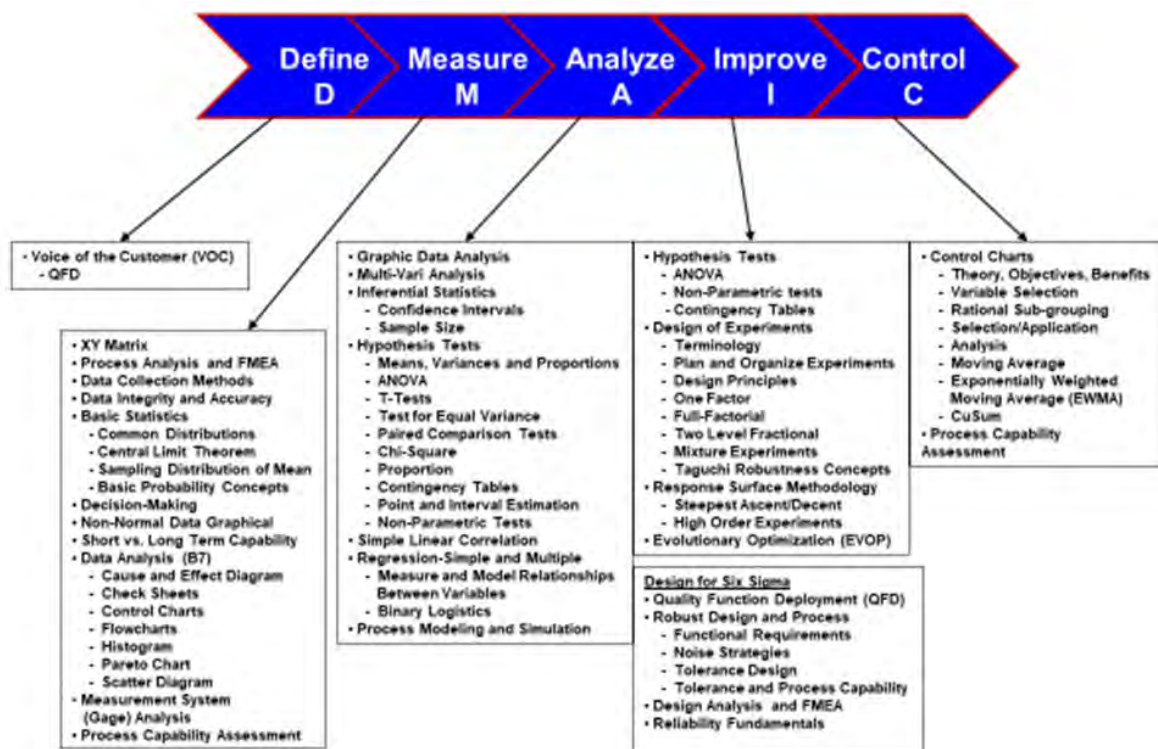 Define
D
Measure
M
Analyze
A
Improve
I
Control
C
• Voice of the Customer (VOC)
- QFD
• XY Matrix
• Process Analysis and FMEA
• Data Collection Methods
• Data Integrity and Accuracy
• Basic Statistics
- Common Distributions
- Central Limit Theorem
- Sampling Distribution of Mean
- Basic Probability Concepts
• Decision-Making
• Non-Normal Data Graphical
• Short vs. Long Term Capability
• Data Analysis (B7)
- Cause and Effect Diagram
- Check Sheets
- Control Charts
- Flowcharts
- Histogram
- Pareto Chart
- Scatter Diagram
• Measurement System
(Gage) Analysis
• Process Capability Assessment
• Graphic Data Analysis
• Multi-Vari Analysis
• Inferential Statistics
- Confidence Intervals
- Sample Size
• Hypothesis Tests
- Means, Variances and Proportions
- ANOVA
- T-Tests
- Test for Equal Variance
- Paired Comparison Tests
- Chi-Square
- Proportion
- Contingency Tables
- Point and Interval Estimation
- Non-Parametric Tests
• Simple Linear Correlation
• Regression-Simple and Multiple
- Measure and Model Relationships
Between Variables
- Binary Logistics
• Process Modeling and Simulation
• Hypothesis Tests
- ANOVA
- Non-Parametric tests
- Contingency Tables
• Design of Experiments
- Terminology
- Plan and Organize Experiments
- Design Principles
- One Factor
- Full-Factorial
- Two Level Fractional
- Mixture Experiments
- Taguchi Robustness Concepts
• Response Surface Methodology
- Steepest Ascent/Decent
- High Order Experiments
• Evolutionary Optimization (EVOP)
Design for Six Sigma
• Quality Function Deployment (QFD)
• Robust Design and Process
- Functional Requirements
- Noise Strategies
- Tolerance Design
- Tolerance and Process Capability
• Design Analysis and FMEA
• Reliability Fundamentals
• Control Charts
- Theory, Objectives, Benefits
- Variable Selection
- Rational Sub-grouping
- Selection/Application
- Analysis
- Moving Average
- Exponentially Weighted
Moving Average (EWMA)
- CuSum
• Process Capability
Assessment